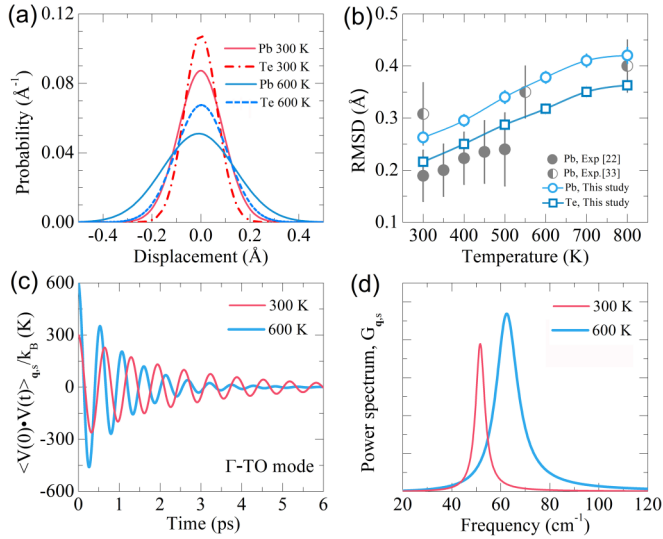 (a)
0.12
0.08
0.04
0.00
Probability (Å⁻¹)
Pb 300 K
Te 300 K
Pb 600 K
Te 600 K
-0.4 -0.2 0.0 0.2 0.4
Displacement (Å)
(b)
0.5
0.4
0.3
0.2
0.1
RMSD (Å)
Pb, Exp [22]
Pb, Exp.[33]
Pb, This study
Te, This study
300 400 500 600 700 800
Temperature (K)
(c)
600
300
0
-300
-600
<V(0)•V(t)>q,s /kB (K)
300 K
600 K
Γ-TO mode
0 1 2 3 4 5 6
Time (ps)
(d)
Power spectrum, Gq,s
300 K
600 K
20 40 60 80 100 120
Frequency (cm⁻¹)